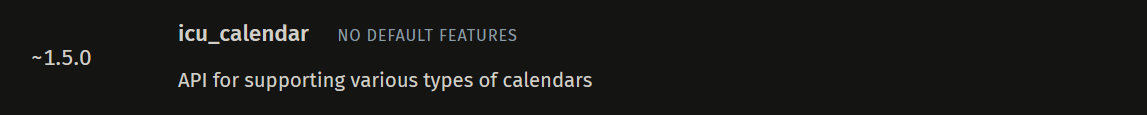 icu_calendar NO DEFAULT FEATURES
~1.5.0
API for supporting various types of calendars